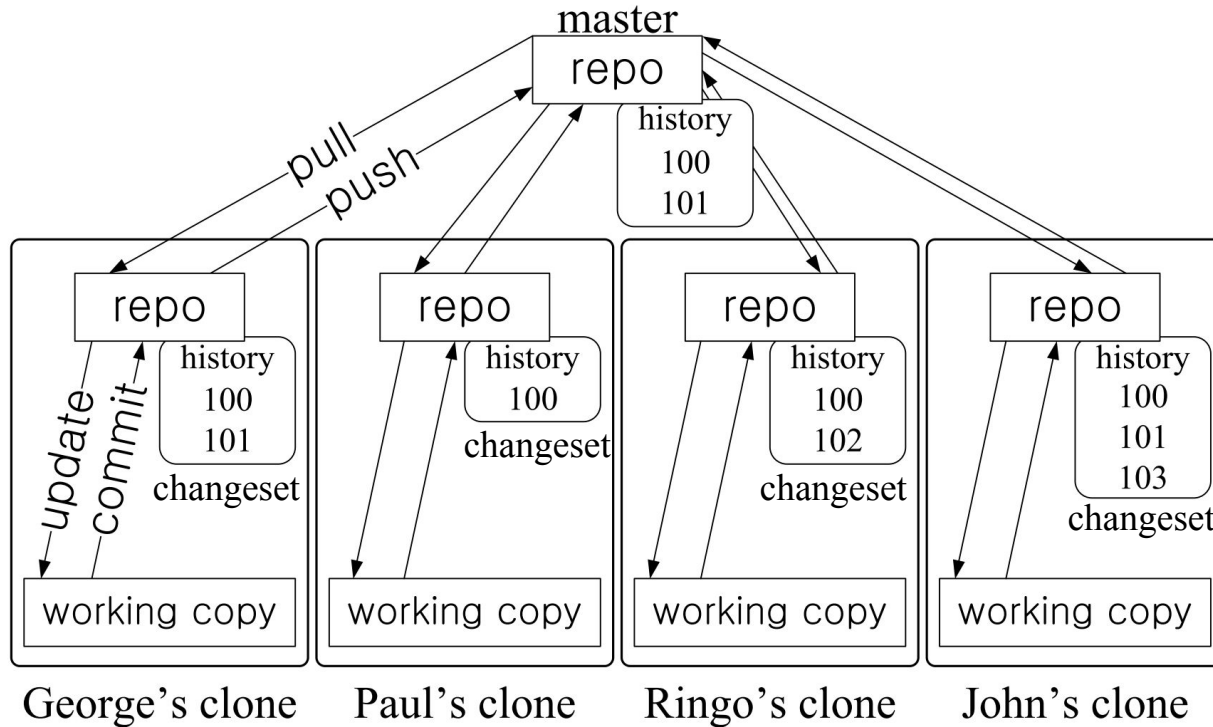 master
repo
history
100
101
pull
push
repo
history
100
101
changeset
update
commit
working copy
George’s clone
repo
history
100
changeset
working copy
Paul’s clone
repo
history
100
102
changeset
working copy
Ringo’s clone
repo
history
100
101
103
changeset
working copy
John’s clone